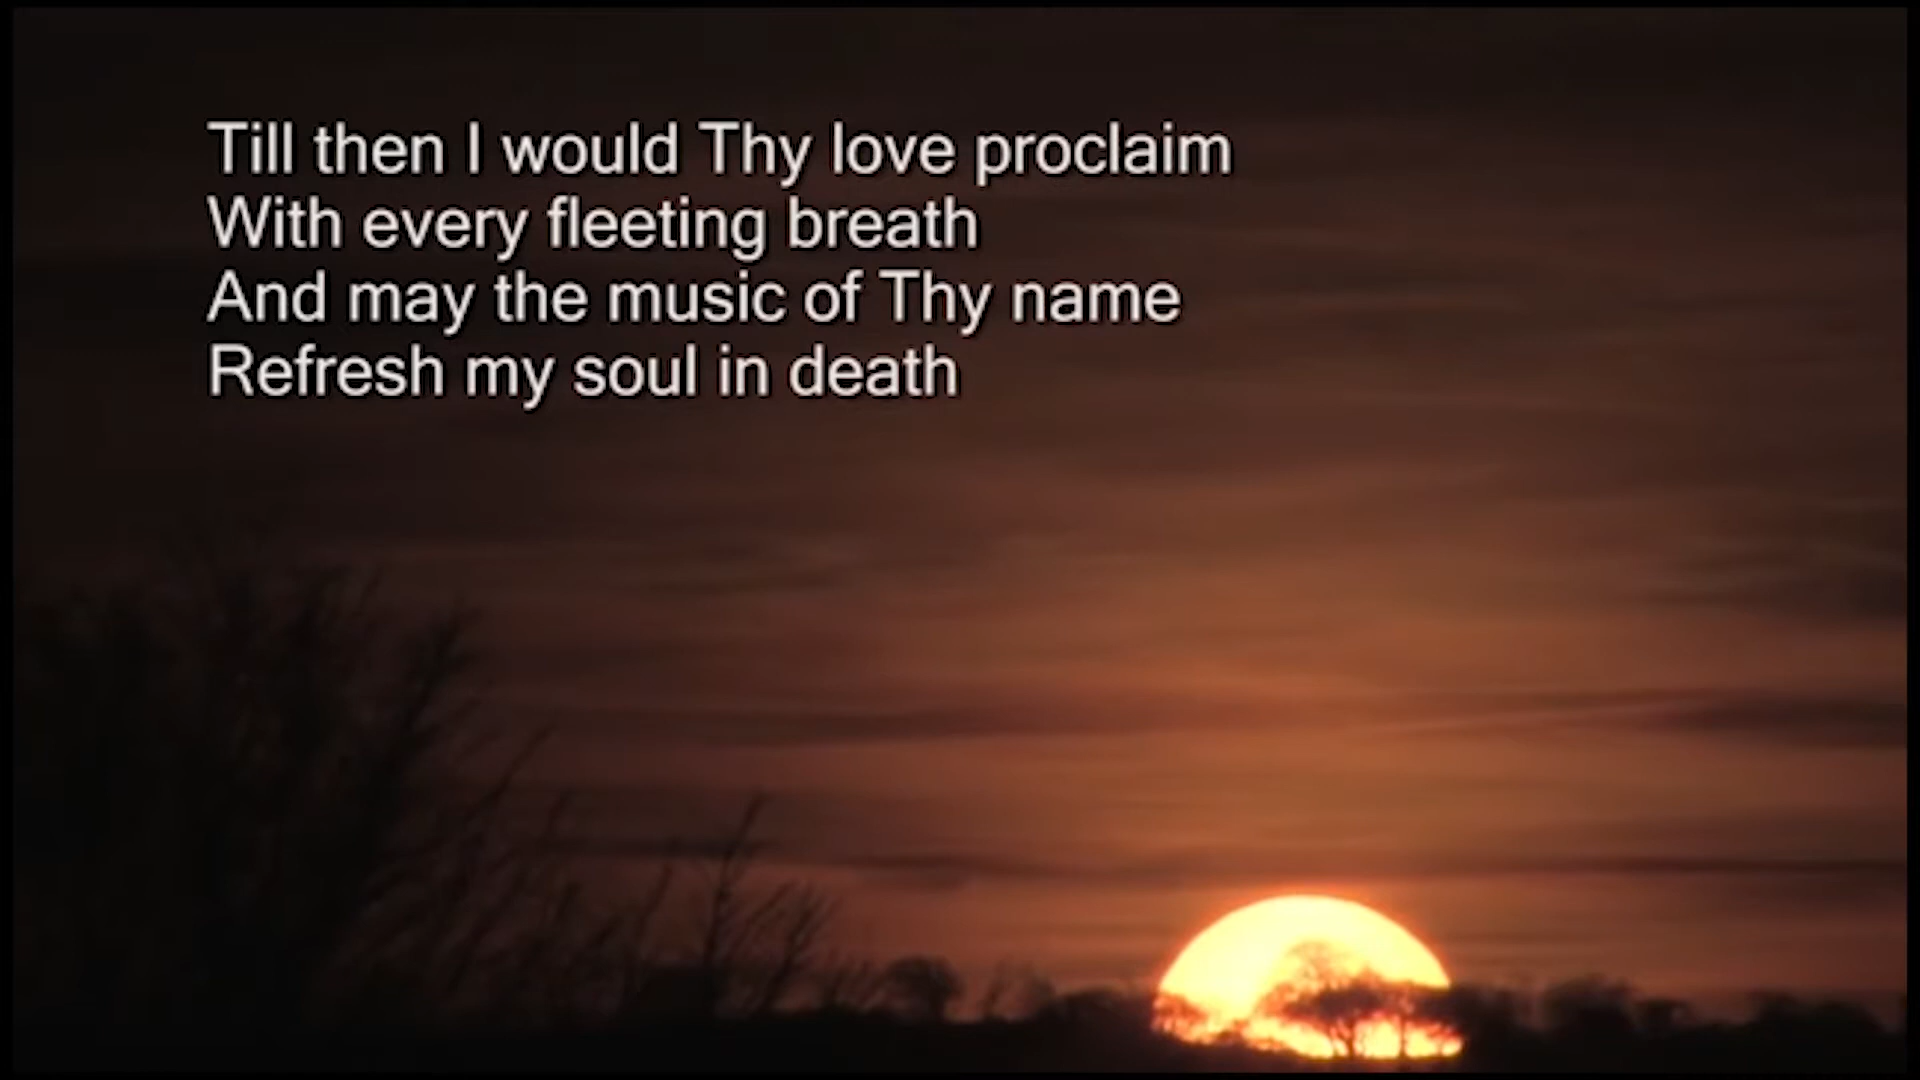 Till then I would Thy love proclaim
With every fleeting breath
And may the music of Thy name
Refresh my soul in death